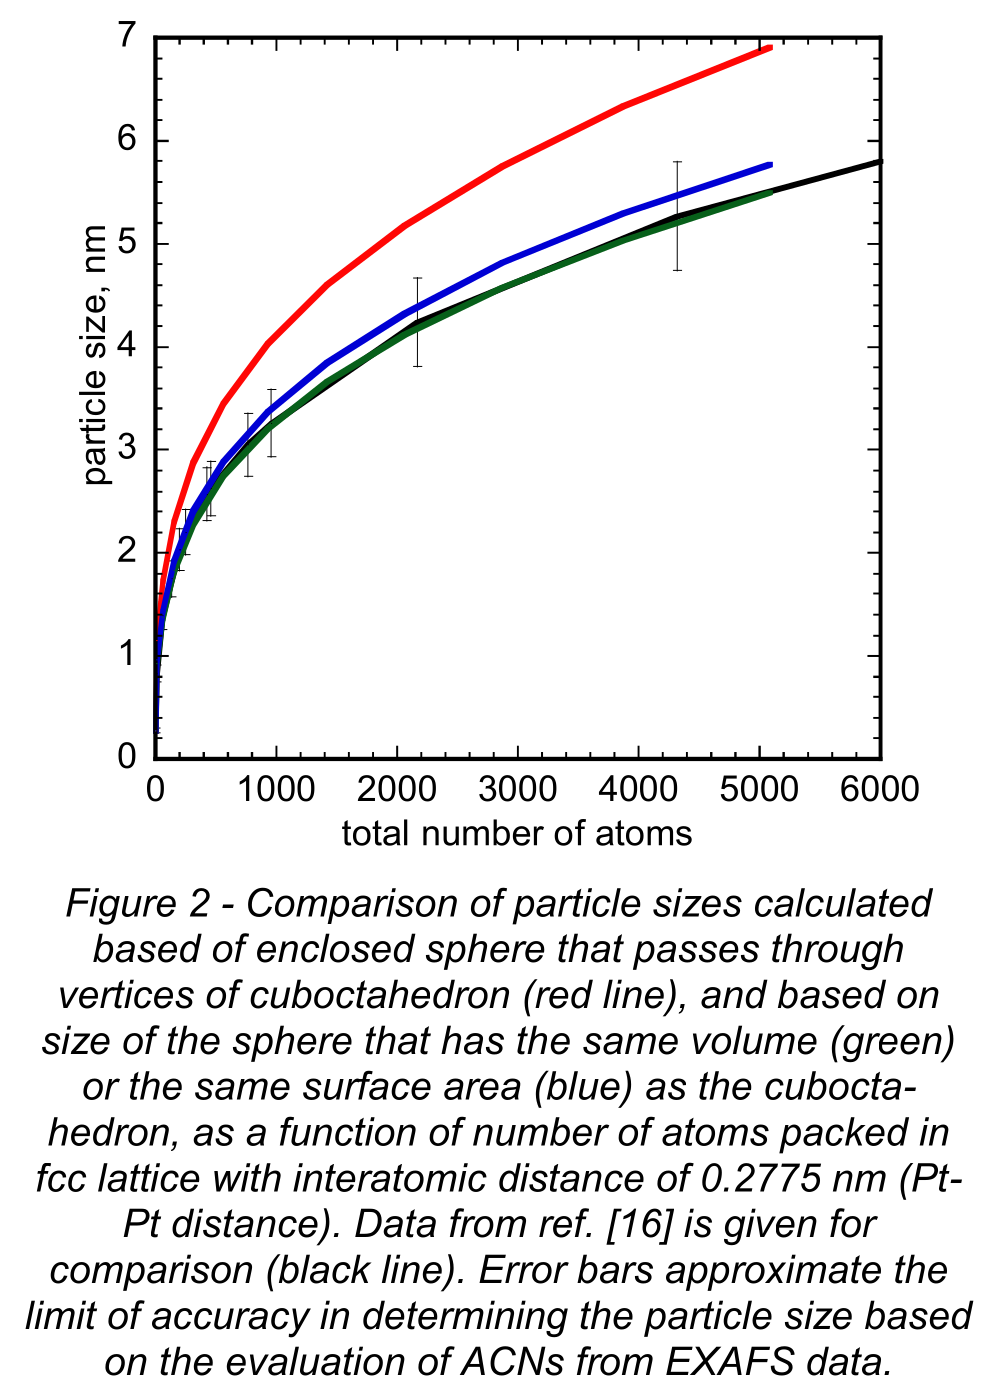 7
6
5
4
3
2
1
0
particle size, nm
0 1000 2000 3000 4000 5000 6000
total number of atoms
Figure 2 - Comparison of particle sizes calculated
based of enclosed sphere that passes through
vertices of cuboctahedron (red line), and based on
size of the sphere that has the same volume (green)
or the same surface area (blue) as the cubocta-
hedron, as a function of number of atoms packed in
fcc lattice with interatomic distance of 0.2775 nm (Pt-
Pt distance). Data from ref. [16] is given for
comparison (black line). Error bars approximate the
limit of accuracy in determining the particle size based
on the evaluation of ACNs from EXAFS data.